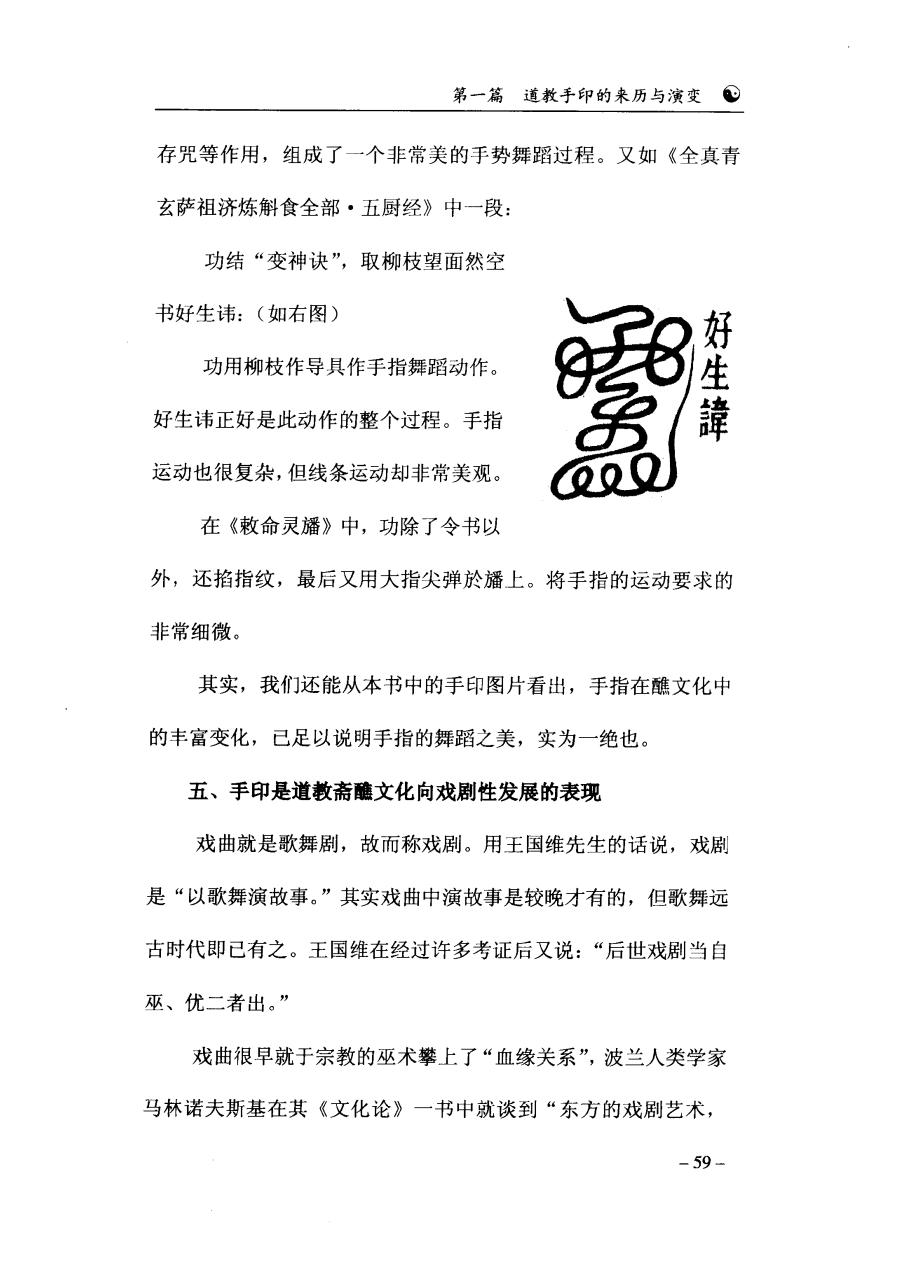 第一篇 道教手印的来历与演变
存咒等作用，组成了一个非常美的手势舞蹈过程。又如《全真青
玄萨祖济炼斛食全部·五厨经》中一段：
功结“变神诀”，取柳枝望面然空
书好生讳：（如右图）
功用柳枝作导具作手指舞蹈动作。
好生讳正好是此动作的整个过程。手指
运动也很复杂，但线条运动却非常美观。
好生諱
在《敕命灵旛》中，功除了令书以
外，还掐指纹，最后又用大指尖弹於旛上。将手指的运动要求的
非常细微。
其实，我们还能从本书中的手印图片看出，手指在醮文化中
的丰富变化，已足以说明手指的舞蹈之美，实为一绝也。
五、手印是道教斋醮文化向戏剧性发展的表现
戏曲就是歌舞剧，故而称戏剧。用王国维先生的话说，戏剧
是“以歌舞演故事。”其实戏曲中演故事是较晚才有的，但歌舞远
古时代即已有之。王国维在经过许多考证后又说：“后世戏剧当自
巫、优二者出。”
戏曲很早就于宗教的巫术攀上了“血缘关系”，波兰人类学家
马林诺夫斯基在其《文化论》一书中就谈到“东方的戏剧艺术，
– 59 –